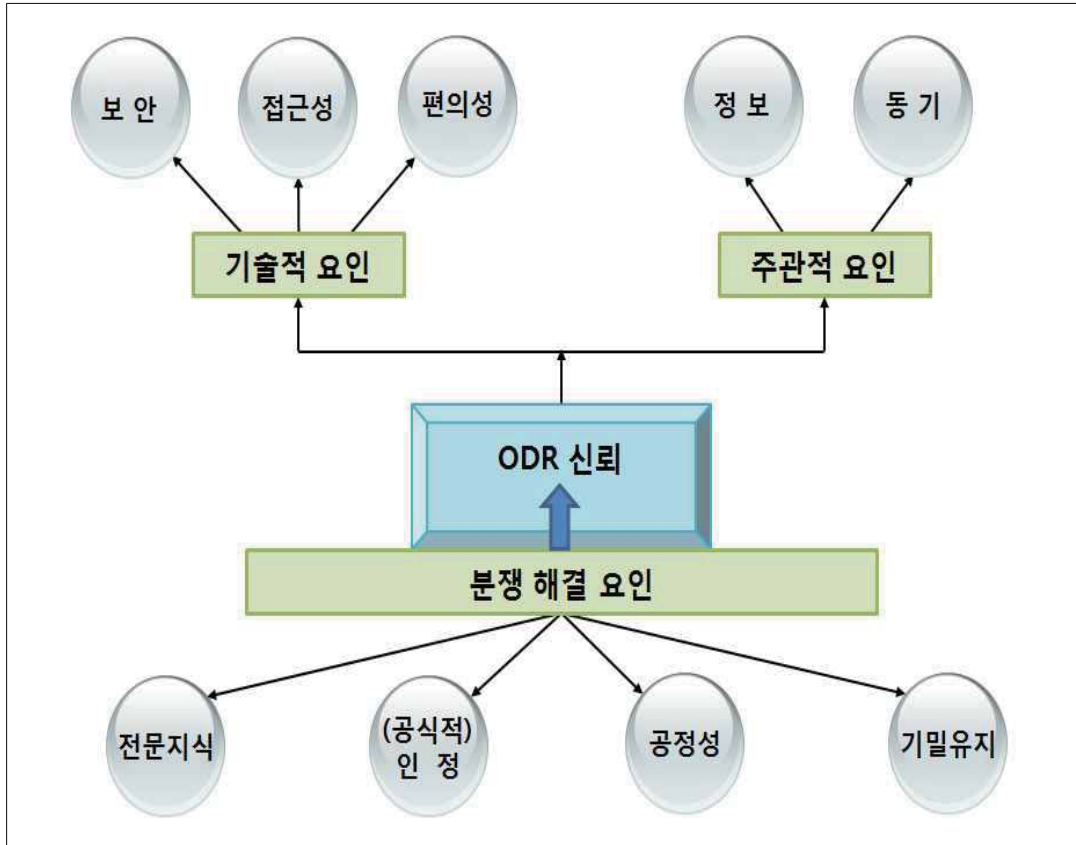 보 안
접근성
편의성
정 보
동 기
기술적 요인
주관적 요인
ODR 신뢰
분쟁 해결 요인
전문지식
(공식적)
인 정
공정성
기밀유지